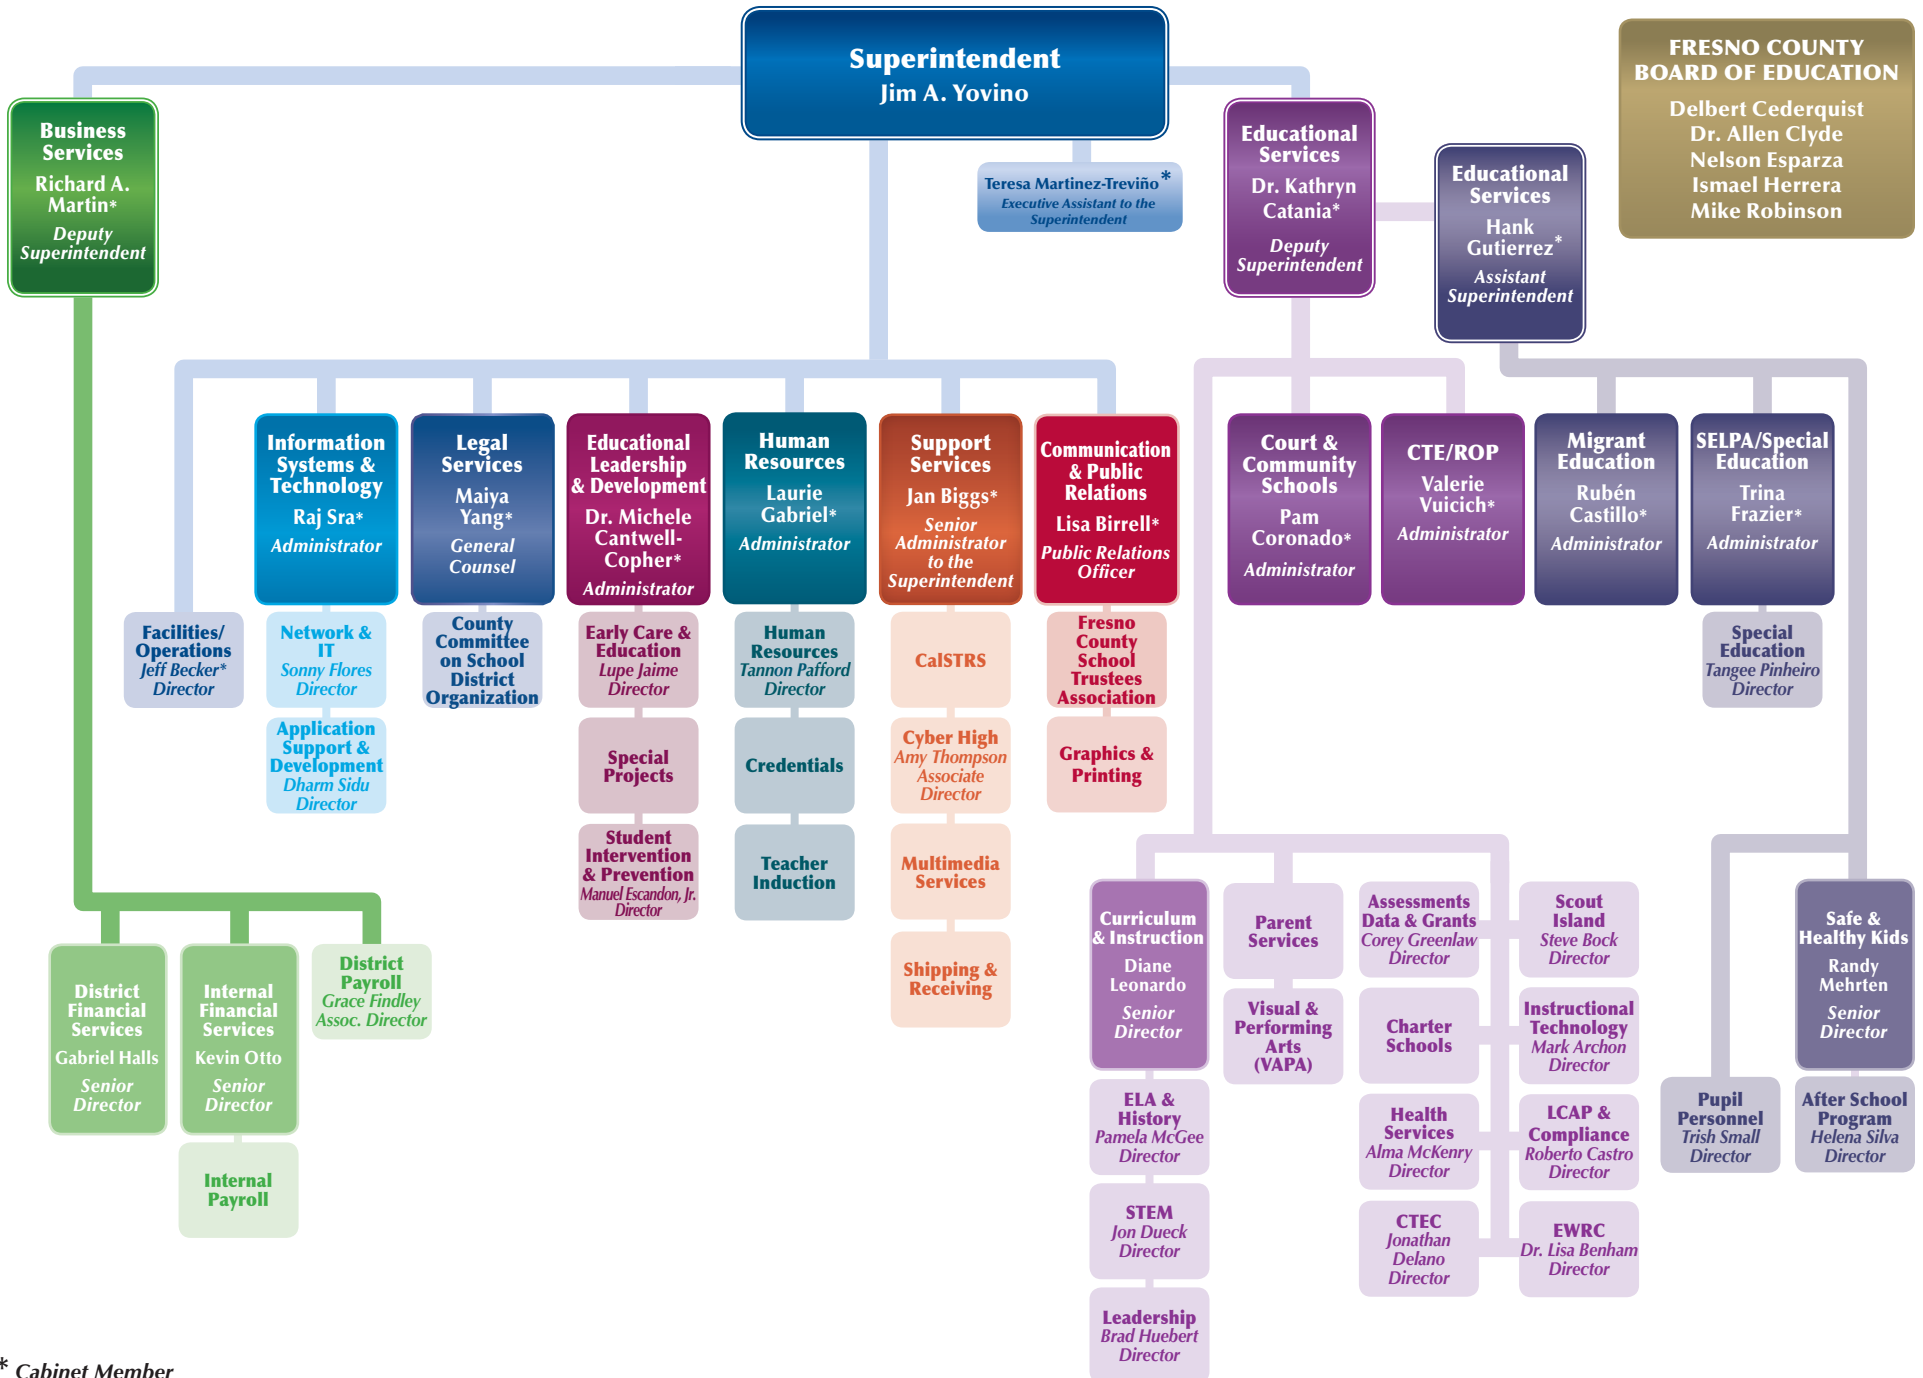 Superintendent
Jim A. Yovino
FRESNO COUNTY
BOARD OF EDUCATION
Delbert Cederquist
Dr. Allen Clyde
Nelson Esparza
Ismael Herrera
Mike Robinson
Business
Services
Richard A.
Martin*
Deputy
Superintendent
Teresa Martinez-Treviño*
Executive Assistant to the
Superintendent
Educational
Services
Dr. Kathryn
Catania*
Deputy
Superintendent
Educational
Services
Hank
Gutierrez*
Assistant
Superintendent
Information
Systems &
Technology
Raj Sra*
Administrator
Legal
Services
Maiya
Yang*
General
Counsel
Educational
Leadership
& Development
Dr. Michele
Cantwell-
Copher*
Administrator
Human
Resources
Laurie
Gabriel*
Administrator
Support
Services
Jan Biggs*
Senior
Administrator
to the
Superintendent
Communication
& Public
Relations
Lisa Birrell*
Public Relations
Officer
Court &
Community
Schools
Pam
Coronado*
Administrator
CTE/ROP
Valerie
Vuicich*
Administrator
Migrant
Education
Rubén
Castillo*
Administrator
SELPA/Special
Education
Trina
Frazier*
Administrator
Facilities/
Operations
Jeff Becker*
Director
Network &
IT
Sonny Flores
Director
County
Committee
on School
District
Organization
Early Care &
Education
Lupe Jaime
Director
Human
Resources
Tannon Pafford
Director
CalSTRS
Fresno
County
School
Trustees
Association
Special
Education
Tangee Pinheiro
Director
Application
Support &
Development
Dharm Sidu
Director
Special
Projects
Credentials
Cyber High
Amy Thompson
Associate
Director
Graphics &
Printing
Student
Intervention
& Prevention
Manuel Escandon, Jr.
Director
Teacher
Induction
Multimedia
Services
Shipping &
Receiving
District
Financial
Services
Gabriel Halls
Senior
Director
Internal
Financial
Services
Kevin Otto
Senior
Director
District
Payroll
Grace Findley
Assoc. Director
Internal
Payroll
Curriculum
& Instruction
Diane
Leonardo
Senior
Director
Parent
Services
Assessments
Data & Grants
Corey Greenlaw
Director
Scout
Island
Steve Bock
Director
Safe &
Healthy Kids
Randy
Mehrten
Senior
Director
Visual &
Performing
Arts
(VAPA)
Charter
Schools
Instructional
Technology
Mark Archon
Director
ELA &
History
Pamela McGee
Director
Health
Services
Alma McKenry
Director
LCAP &
Compliance
Roberto Castro
Director
Pupil
Personnel
Trish Small
Director
After School
Program
Helena Silva
Director
STEM
Jon Dueck
Director
CTEC
Jonathan
Delano
Director
EWRC
Dr. Lisa Benham
Director
Leadership
Brad Huebert
Director
* Cabinet Member